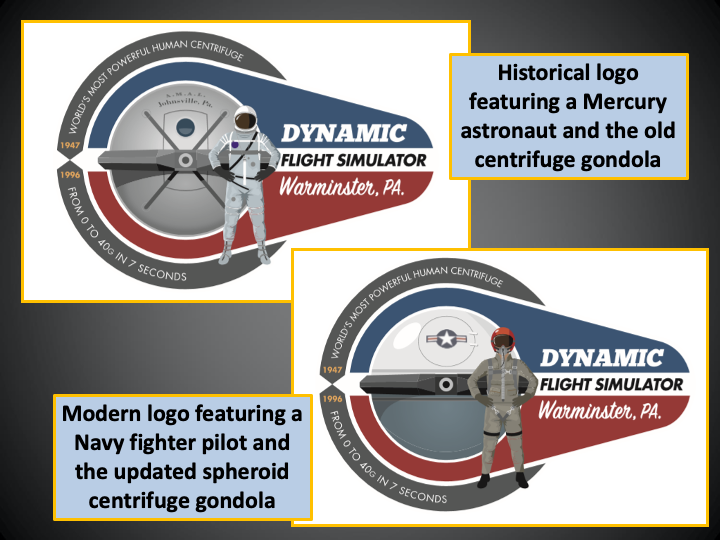 WORLD'S MOST POWERFUL HUMAN CENTRIFUGE
A.M.A.L.
Johnsville, Pa.
1947
1996
FROM 0 TO 40G IN 7 SECONDS
DYNAMIC
FLIGHT SIMULATOR
Warminster, PA.
Historical logo
featuring a Mercury
astronaut and the old
centrifuge gondola
WORLD'S MOST POWERFUL HUMAN CENTRIFUGE
1947
1996
FROM 0 TO 40G IN 7 SECONDS
DYNAMIC
FLIGHT SIMULATOR
Warminster, PA.
Modern logo featuring a
Navy fighter pilot and
the updated spheroid
centrifuge gondola